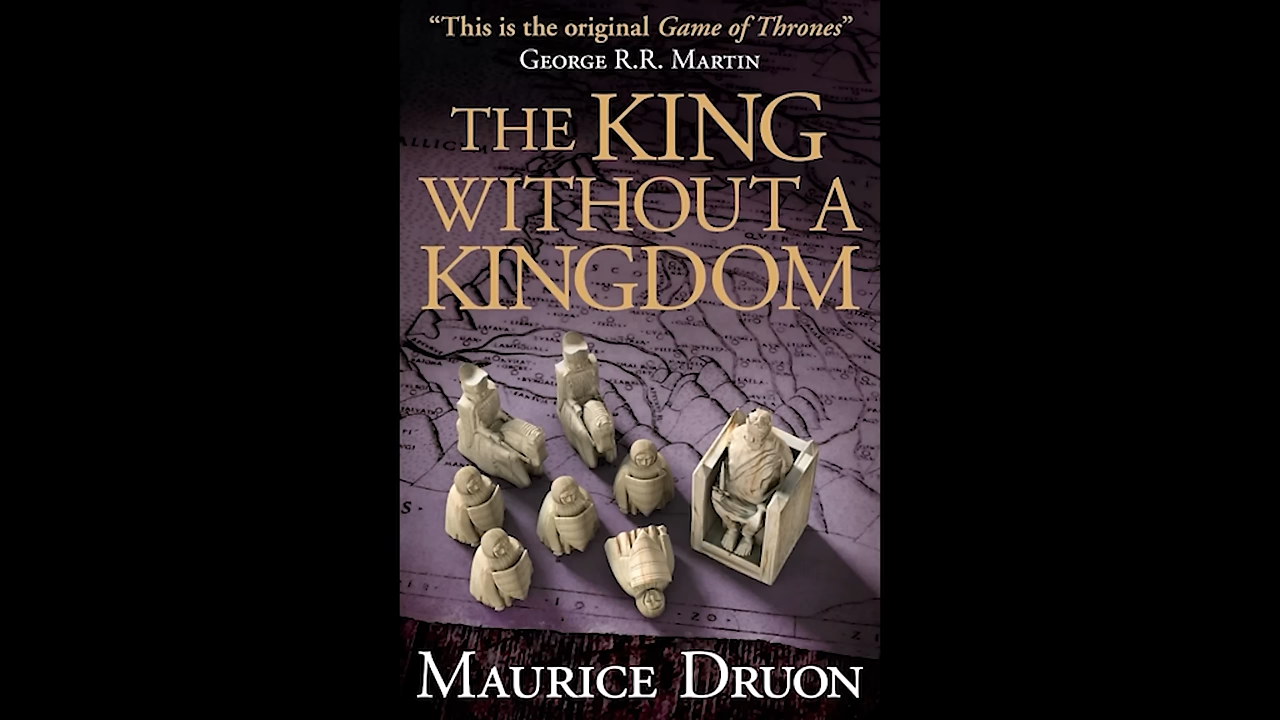 “This is the original Game of Thrones”
George R.R. Martin
THE KING
WITHOUT A
KINGDOM
Maurice Druon